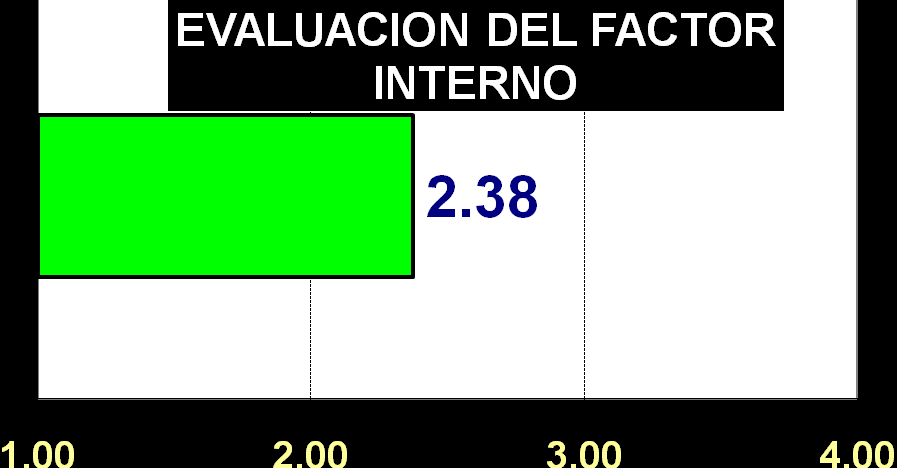 EVALUACION DEL FACTOR
INTERNO
2.38
1.00 2.00 3.00 4.00